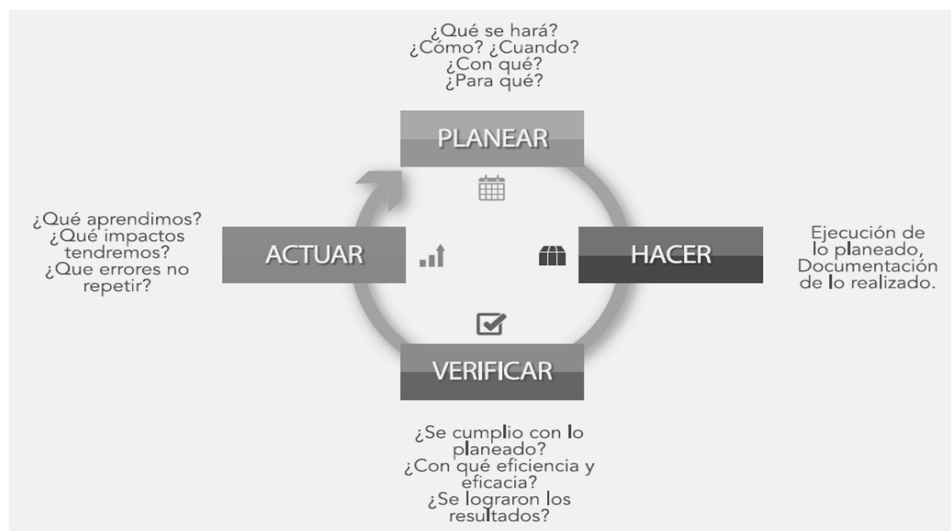 ¿Qué se hará?
¿Cómo? ¿Cuando?
¿Con qué?
¿Para qué?
PLANEAR
¿Qué aprendimos?
¿Qué impactos
tendremos?
¿Que errores no
repetir?
ACTUAR
HACER
Ejecución de
lo planeado,
Documentación
de lo realizado.
VERIFICAR
¿Se cumplio con lo
planeado?
¿Con qué eficiencia y
eficacia?
¿Se lograron los
resultados?